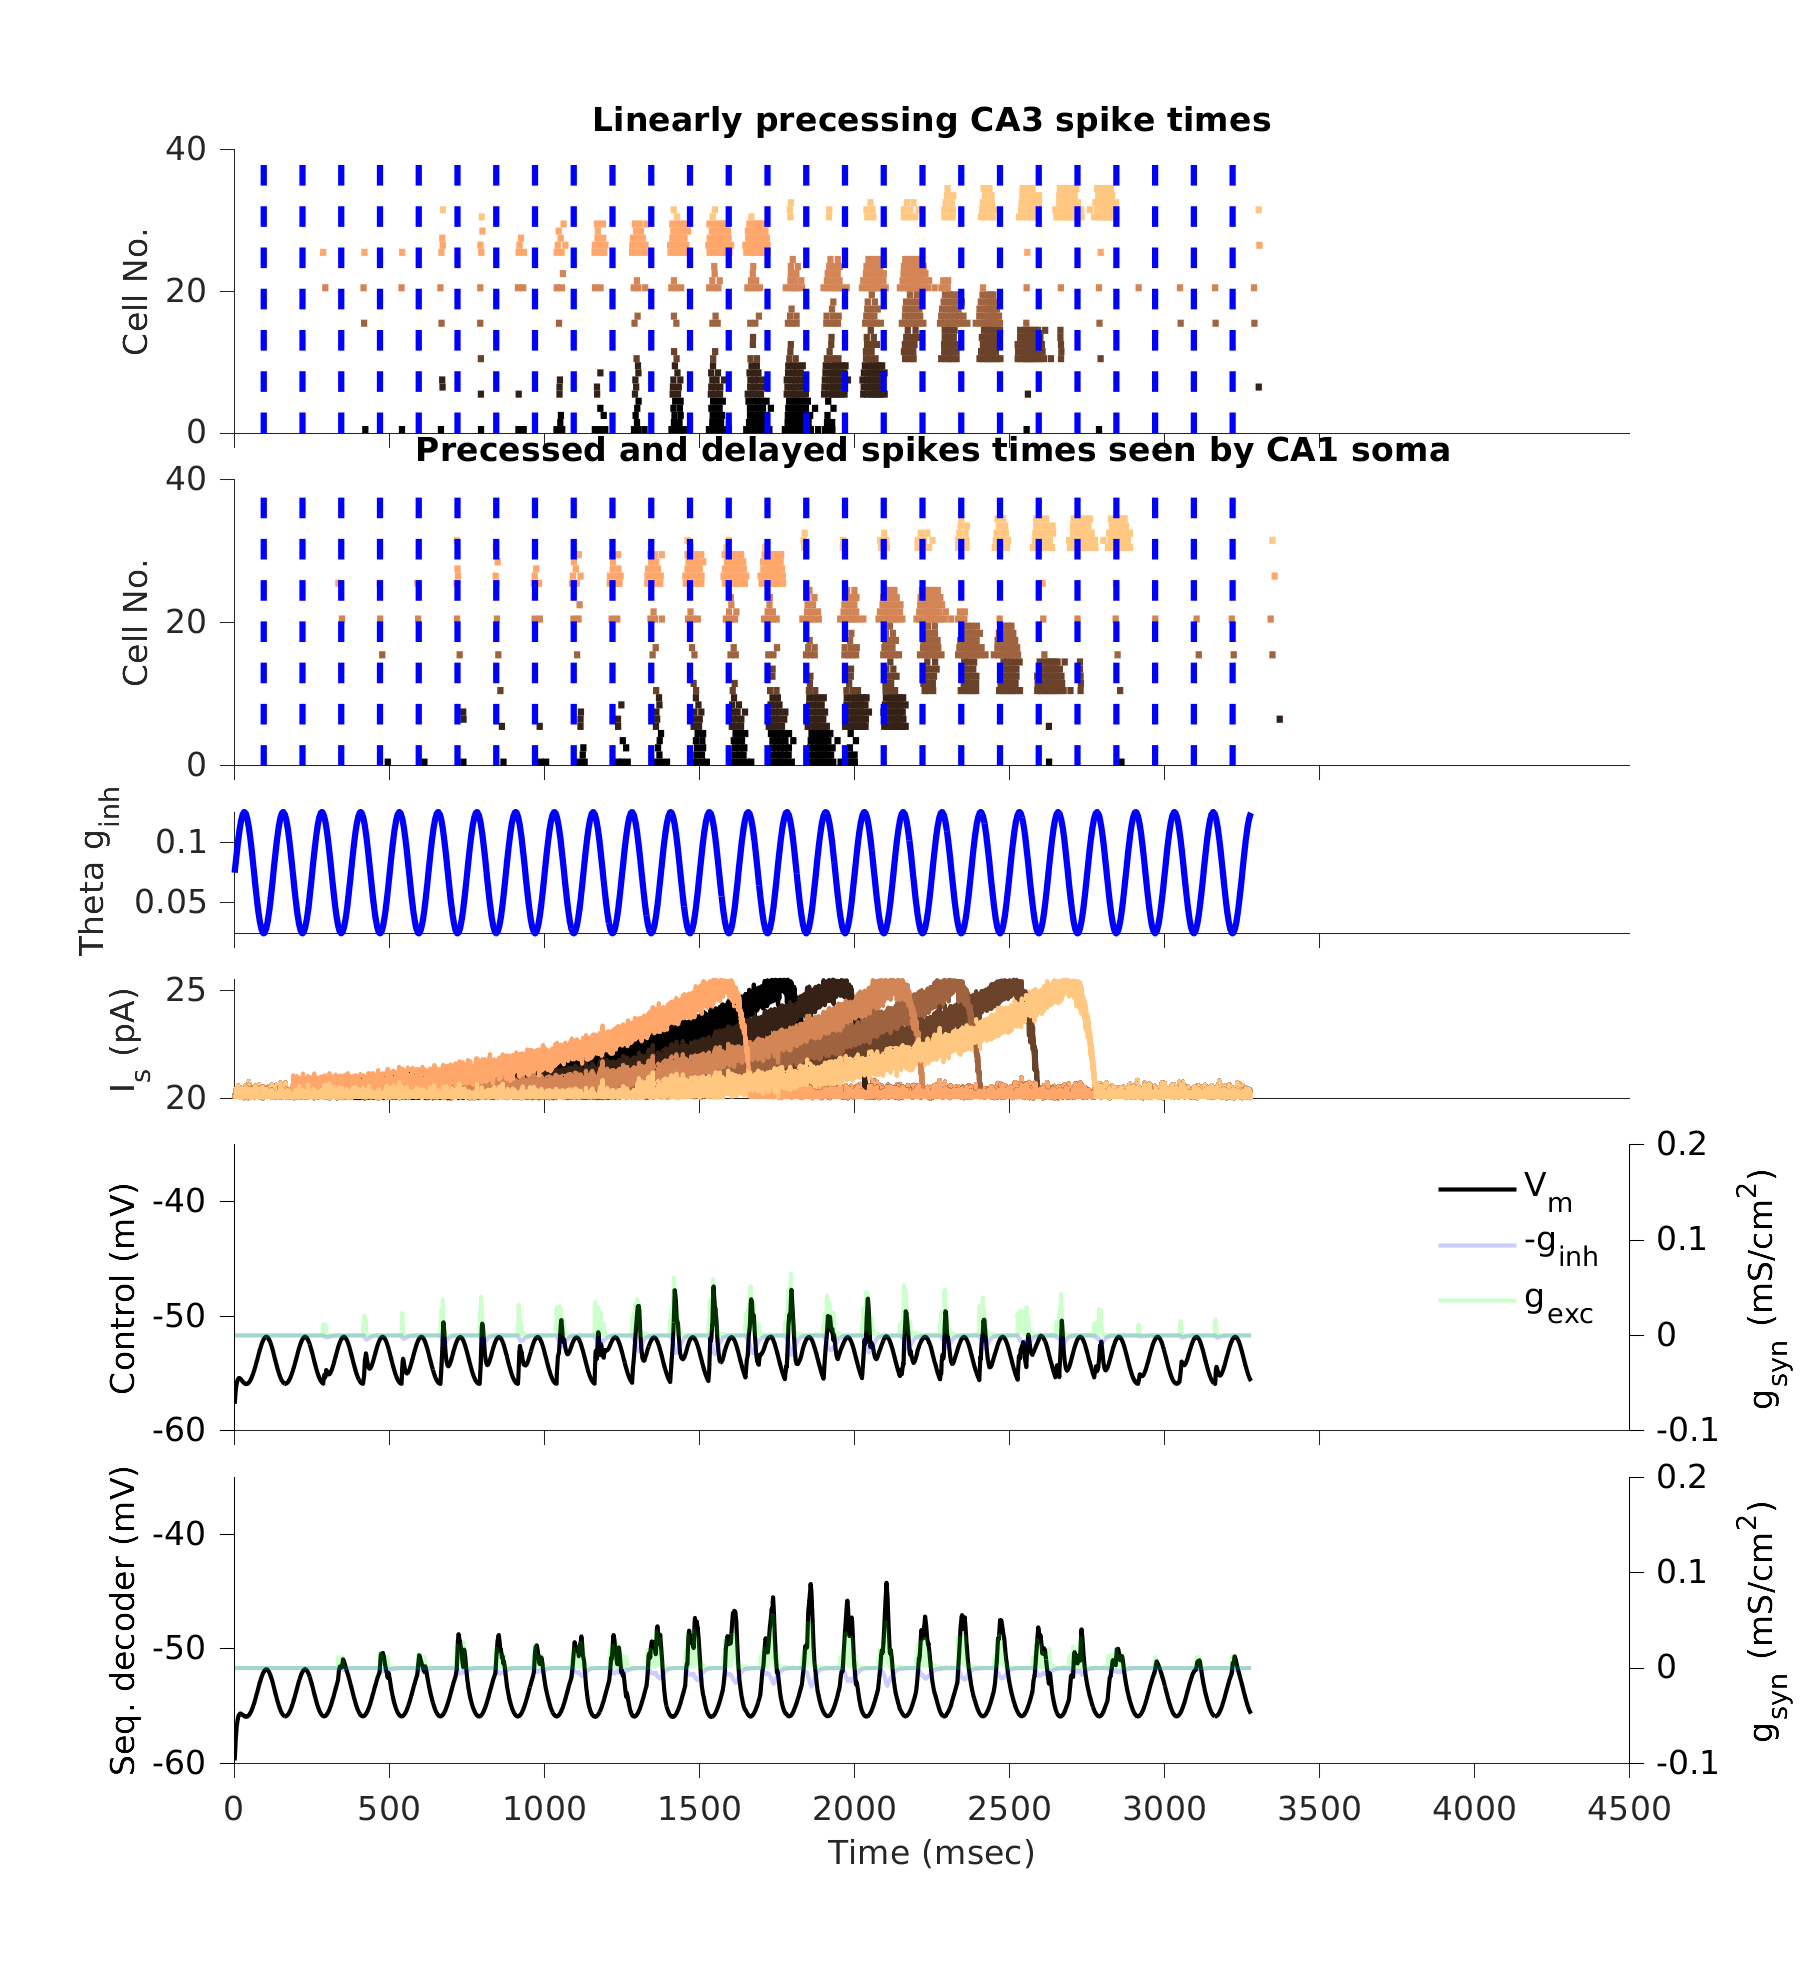 Linearly precessing CA3 spike times
40
20
0
Cell No.
Precessed and delayed spikes times seen by CA1 soma
40
20
0
Cell No.
0.1
0.05
Theta g_inh
25
20
I_s (pA)
-40
-50
-60
Control (mV)
V_m
-g_inh
g_exc
0.2
0.1
0
-0.1
g_syn (mS/cm^2)
-40
-50
-60
Seq. decoder (mV)
0.2
0.1
0
-0.1
g_syn (mS/cm^2)
0 500 1000 1500 2000 2500 3000 3500 4000 4500
Time (msec)